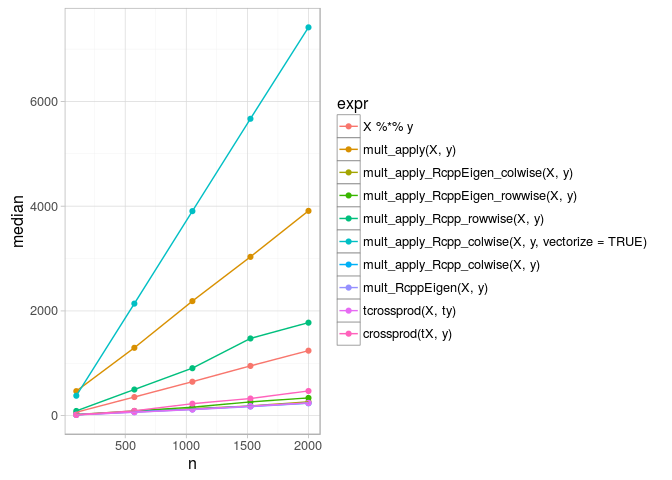 median
6000
4000
2000
0
500
1000
1500
2000
n
expr
X %*% y
mult_apply(X, y)
mult_apply_RcppEigen_colwise(X, y)
mult_apply_RcppEigen_rowwise(X, y)
mult_apply_Rcpp_rowwise(X, y)
mult_apply_Rcpp_colwise(X, y, vectorize = TRUE)
mult_apply_Rcpp_colwise(X, y)
mult_RcppEigen(X, y)
tcrossprod(X, ty)
crossprod(tX, y)